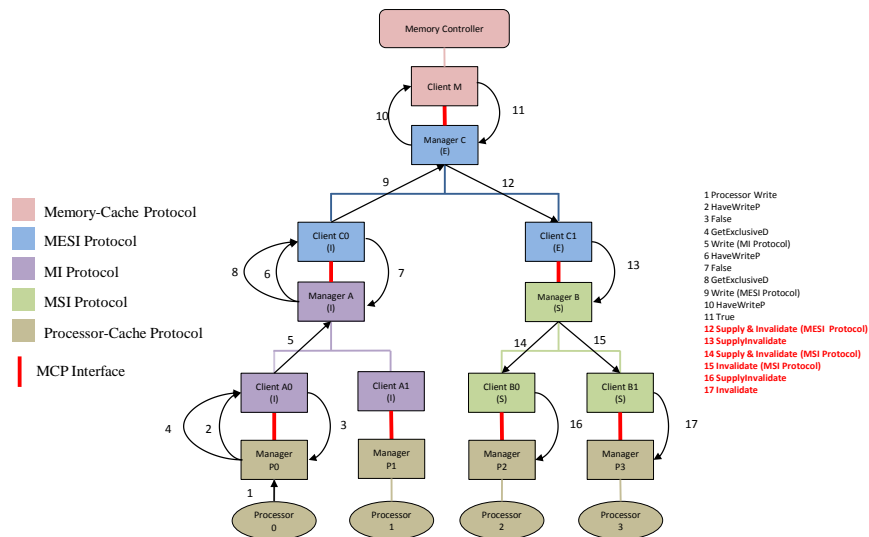 Memory Controller
Client M
10
11
Manager C
(E)
9
12
Memory-Cache Protocol
MESI Protocol
MI Protocol
MSI Protocol
Processor-Cache Protocol
MCP Interface
Client C0
(I)
Client C1
(E)
8
6
7
13
Manager A
(I)
Manager B
(S)
5
14
15
Client A0
(I)
Client A1
(I)
Client B0
(S)
Client B1
(S)
4
2
3
16
17
Manager
P0
Manager
P1
Manager
P2
Manager
P3
1
Processor
0
Processor
1
Processor
2
Processor
3
1 Processor Write
2 HaveWriteP
3 False
4 GetExclusiveD
5 Write (MI Protocol)
6 HaveWriteP
7 False
8 GetExclusiveD
9 Write (MESI Protocol)
10 HaveWriteP
11 True
12 Supply & Invalidate (MESI Protocol)
13 SupplyInvalidate
14 Supply & Invalidate (MSI Protocol)
15 Invalidate (MSI Protocol)
16 SupplyInvalidate
17 Invalidate